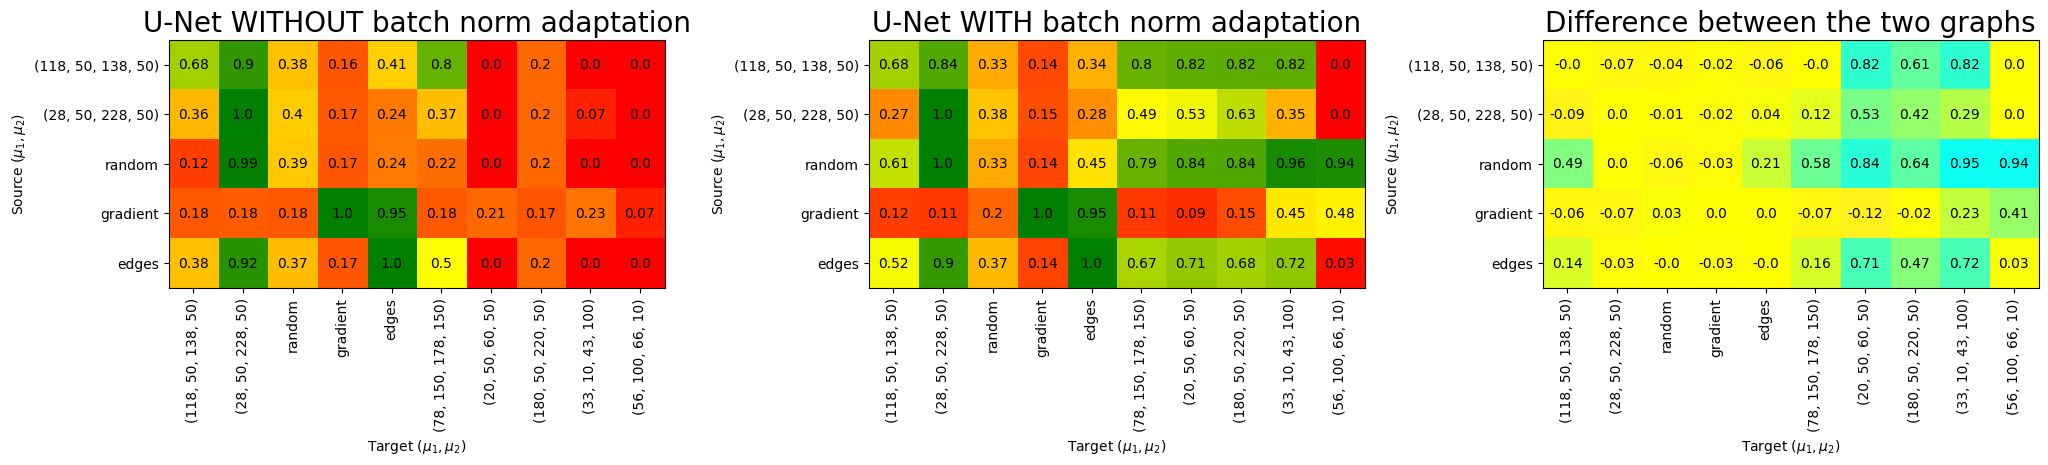 U-Net WITHOUT batch norm adaptation
Source (μ₁, μ₂)
(118, 50, 138, 50) 0.68 0.9 0.38 0.16 0.41 0.8 0.0 0.2 0.0 0.0
(28, 50, 228, 50) 0.36 1.0 0.4 0.17 0.24 0.37 0.0 0.2 0.07 0.0
random 0.12 0.99 0.39 0.17 0.24 0.22 0.0 0.2 0.0 0.0
gradient 0.18 0.18 0.18 1.0 0.95 0.18 0.21 0.17 0.23 0.07
edges 0.38 0.92 0.37 0.17 1.0 0.5 0.0 0.2 0.0 0.0
(118, 50, 138, 50)
(28, 50, 228, 50)
random
gradient
edges
(78, 150, 178, 150)
(20, 50, 60, 50)
(180, 50, 220, 50)
(33, 10, 43, 100)
(56, 100, 66, 10)
Target (μ₁, μ₂)
U-Net WITH batch norm adaptation
Source (μ₁, μ₂)
(118, 50, 138, 50) 0.68 0.84 0.33 0.14 0.34 0.8 0.82 0.82 0.82 0.0
(28, 50, 228, 50) 0.27 1.0 0.38 0.15 0.28 0.49 0.53 0.63 0.35 0.0
random 0.61 1.0 0.33 0.14 0.45 0.79 0.84 0.84 0.96 0.94
gradient 0.12 0.11 0.2 1.0 0.95 0.11 0.09 0.15 0.45 0.48
edges 0.52 0.9 0.37 0.14 1.0 0.67 0.71 0.68 0.72 0.03
(118, 50, 138, 50)
(28, 50, 228, 50)
random
gradient
edges
(78, 150, 178, 150)
(20, 50, 60, 50)
(180, 50, 220, 50)
(33, 10, 43, 100)
(56, 100, 66, 10)
Target (μ₁, μ₂)
Difference between the two graphs
Source (μ₁, μ₂)
(118, 50, 138, 50) -0.0 -0.07 -0.04 -0.02 -0.06 -0.0 0.82 0.61 0.82 0.0
(28, 50, 228, 50) -0.09 0.0 -0.01 -0.02 0.04 0.12 0.53 0.42 0.29 0.0
random 0.49 0.0 -0.06 -0.03 0.21 0.58 0.84 0.64 0.95 0.94
gradient -0.06 -0.07 0.03 0.0 0.0 -0.07 -0.12 -0.02 0.23 0.41
edges 0.14 -0.03 -0.0 -0.03 -0.0 0.16 0.71 0.47 0.72 0.03
(118, 50, 138, 50)
(28, 50, 228, 50)
random
gradient
edges
(78, 150, 178, 150)
(20, 50, 60, 50)
(180, 50, 220, 50)
(33, 10, 43, 100)
(56, 100, 66, 10)
Target (μ₁, μ₂)